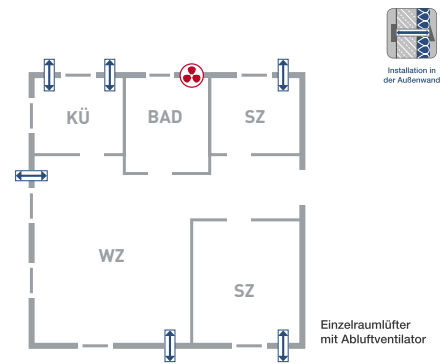 Installation in
der Außenwand
KÜ
BAD
SZ
WZ
SZ
Einzelraumlüfter
mit Abluftventilator